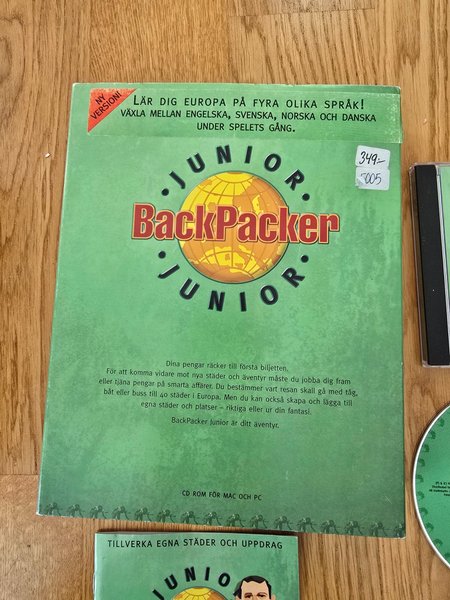 NY
VERSION!
LÄR DIG EUROPA PÅ FYRA OLIKA SPRÅK!
VÄXLA MELLAN ENGELSKA, SVENSKA, NORSKA OCH DANSKA
UNDER SPELETS GÅNG.
349:-
5005
JUNIOR
BackPacker
JUNIOR
Dina pengar räcker till första biljetten.
För att komma vidare mot nya städer och äventyr måste du jobba dig fram
eller tjäna pengar på smarta affärer. Du bestämmer vart resan skall gå med tåg,
båt eller buss till 40 städer i Europa. Men du kan också skapa och lägga till
egna städer och platser – riktiga eller ur din fantasi.
BackPacker Junior är ditt äventyr.
CD ROM FÖR MAC OCH PC
TILLVERKA EGNA STÄDER OCH UPPDRAG
JUNIOR